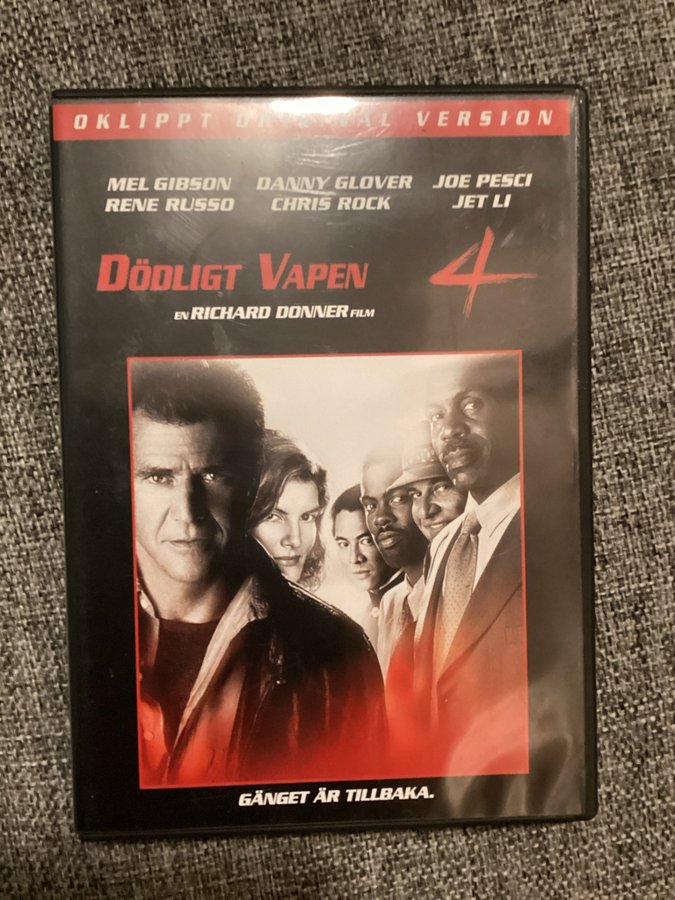 OKLIPPT ORIGINAL VERSION
MEL GIBSON DANNY GLOVER JOE PESCI
RENE RUSSO CHRIS ROCK JET LI
DÖDLIGT VAPEN 4
EN RICHARD DONNER FILM
GÄNGET ÄR TILLBAKA.